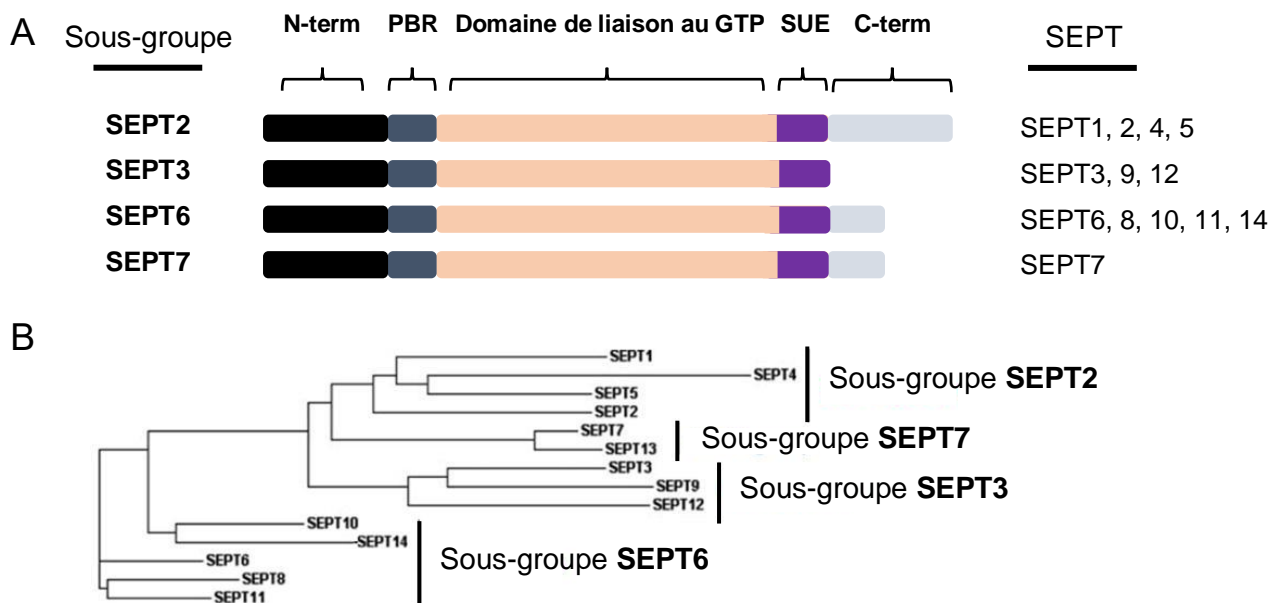 A
Sous-groupe N-term PBR Domaine de liaison au GTP SUE C-term SEPT
SEPT2 SEPT1, 2, 4, 5
SEPT3 SEPT3, 9, 12
SEPT6 SEPT6, 8, 10, 11, 14
SEPT7 SEPT7
B
SEPT1
SEPT4
SEPT5
SEPT2
Sous-groupe SEPT2
SEPT7
SEPT13
Sous-groupe SEPT7
SEPT3
SEPT9
SEPT12
Sous-groupe SEPT3
SEPT10
SEPT14
SEPT6
SEPT8
SEPT11
Sous-groupe SEPT6